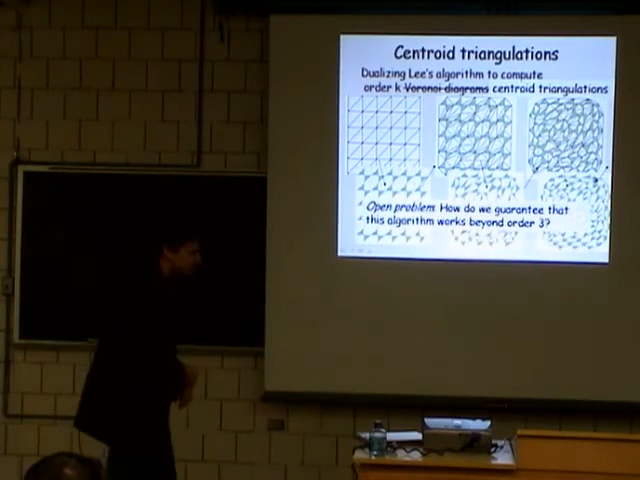 Centroid triangulations
Dualizing Lee's algorithm to compute
order k Voronoi diagrams centroid triangulations
Open problem. How do we guarantee that
this algorithm works beyond order 3?